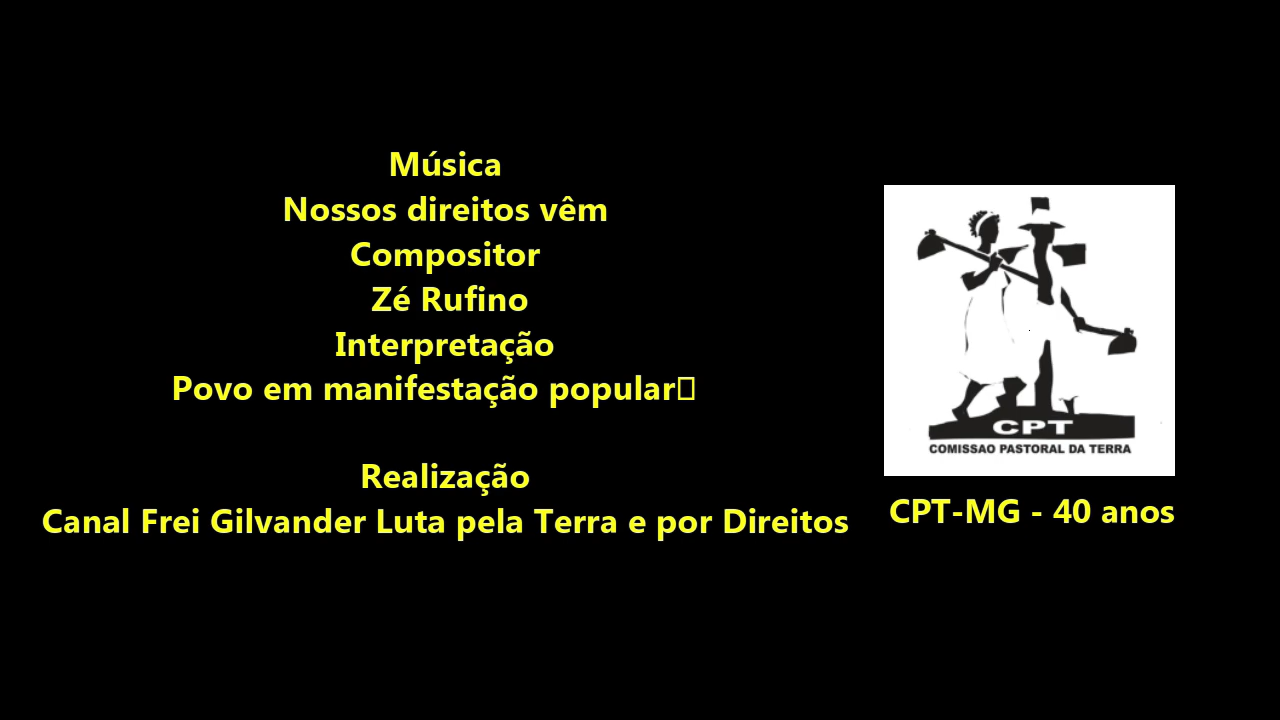 Música
Nossos direitos vêm
Compositor
Zé Rufino
Interpretação
Povo em manifestação popular
Realização
Canal Frei Gilvander Luta pela Terra e por Direitos
CPT
COMISSAO PASTORAL DA TERRA
CPT-MG - 40 anos